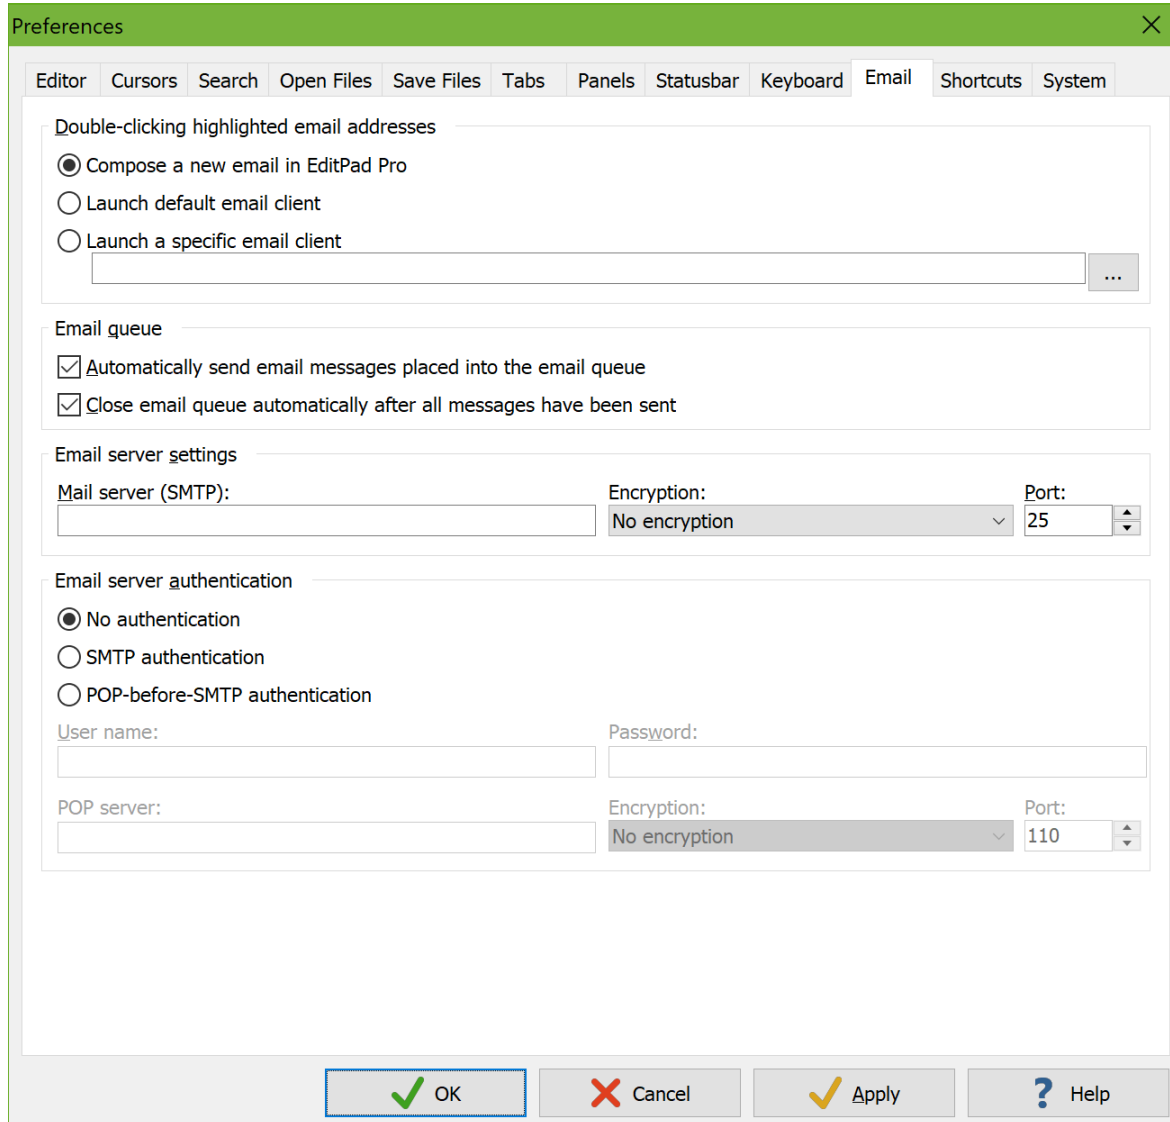 Preferences
Editor Cursors Search Open Files Save Files Tabs Panels Statusbar Keyboard Email Shortcuts System
Double-clicking highlighted email addresses
Compose a new email in EditPad Pro
Launch default email client
Launch a specific email client
...
Email queue
Automatically send email messages placed into the email queue
Close email queue automatically after all messages have been sent
Email server settings
Mail server (SMTP): Encryption: Port:
No encryption 25
Email server authentication
No authentication
SMTP authentication
POP-before-SMTP authentication
User name: Password:
POP server: Encryption: Port:
No encryption 110
OK Cancel Apply ? Help